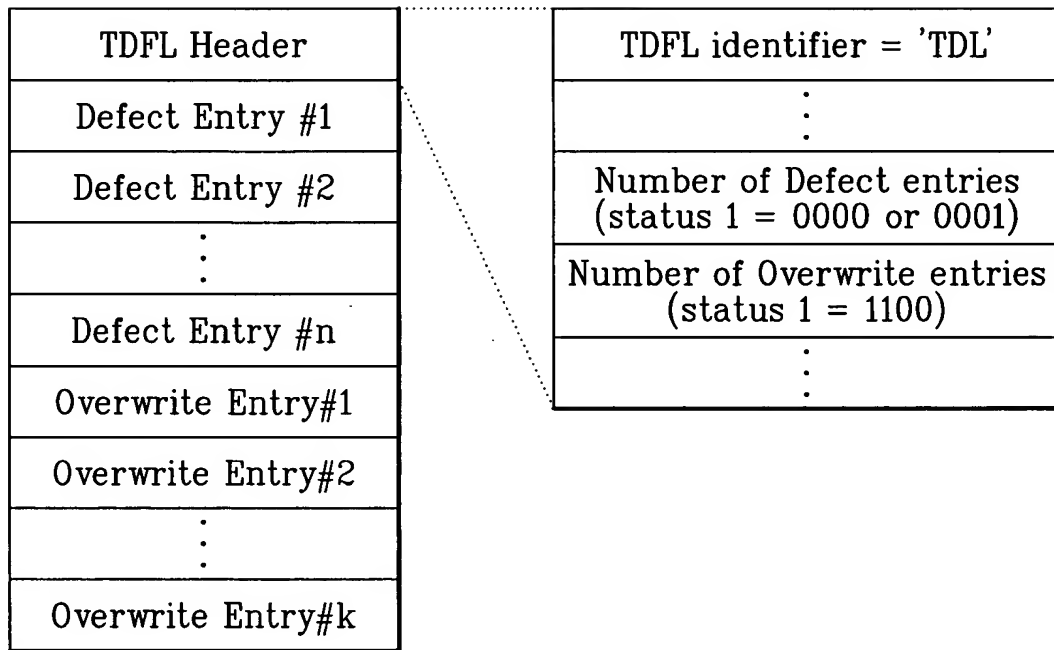 TDFL Header
Defect Entry #1
Defect Entry #2
Defect Entry #n
Overwrite Entry#1
Overwrite Entry#2
Overwrite Entry#k
TDFL identifier = 'TDL'
Number of Defect entries
(status 1 = 0000 or 0001)
Number of Overwrite entries
(status 1 = 1100)